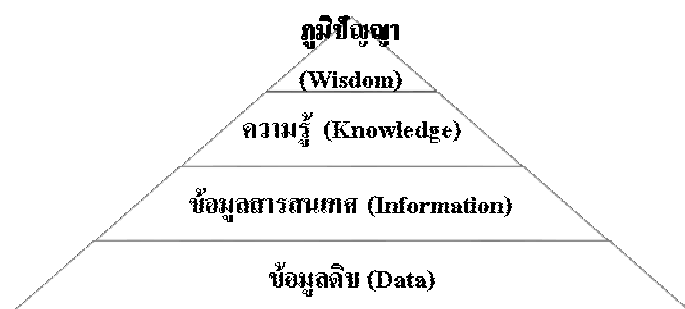 ภูมิปัญญา
(Wisdom)
ความรู้ (Knowledge)
ข้อมูลสารสนเทศ (Information)
ข้อมูลดิบ (Data)